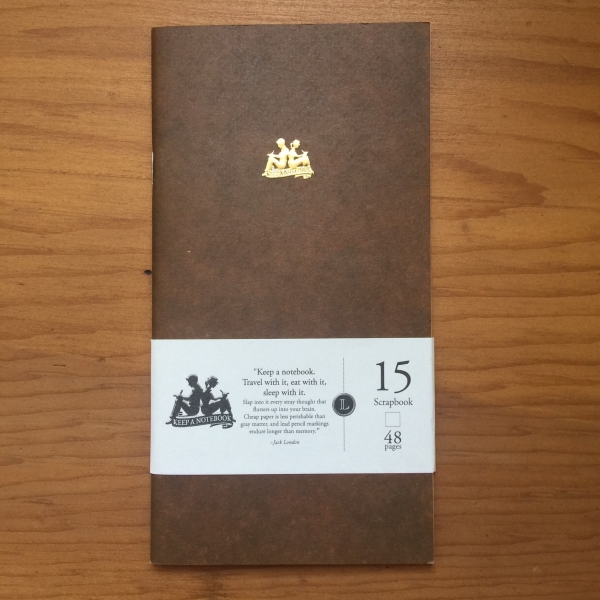 "Keep a notebook.
Travel with it, eat with it,
sleep with it.
Slap into it every stray thought that
flutters up into your brain.
Cheap paper is less perishable than
gray matter, and lead pencil markings
endure longer than memory."
–Jack London
KEEP A NOTEBOOK
L
15
Scrapbook
48
pages